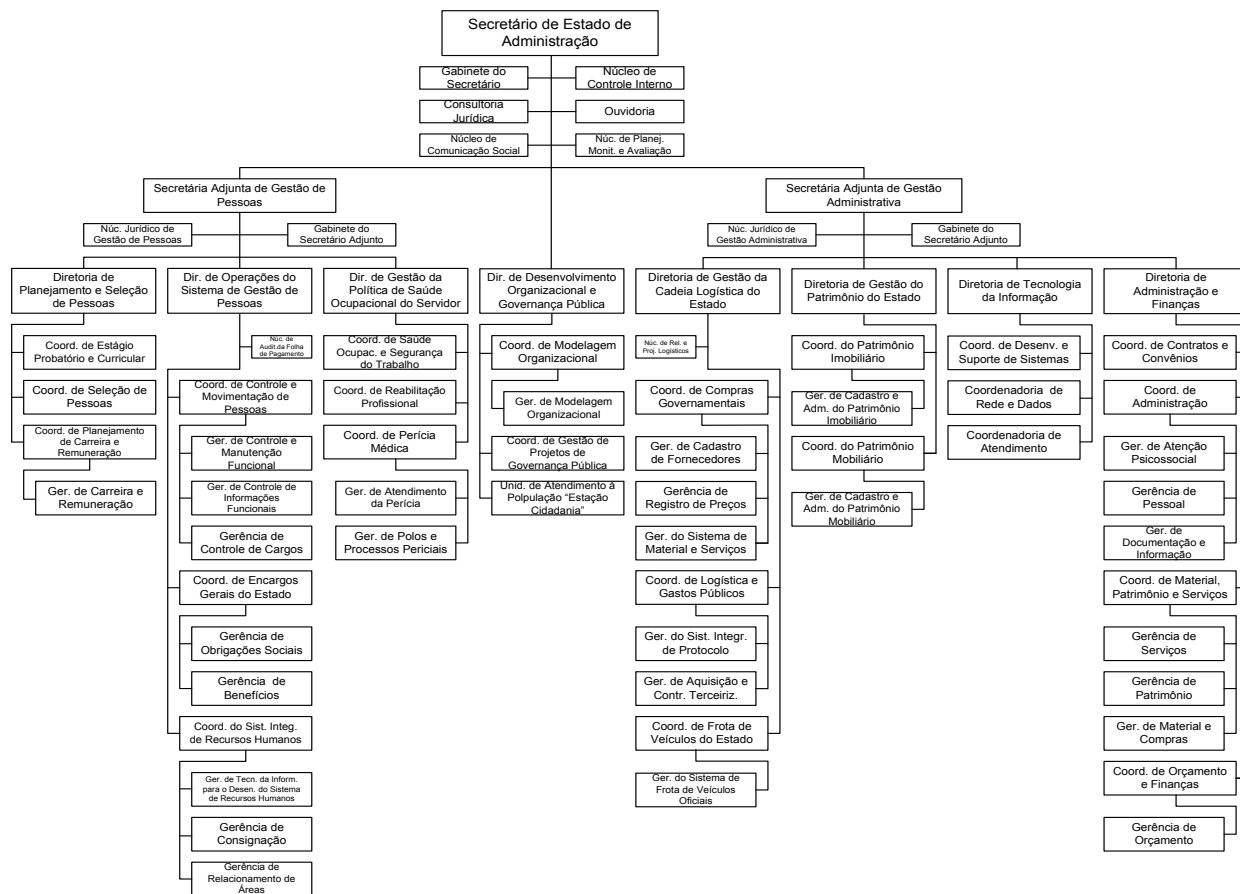 Secretário de Estado de
Administração
Gabinete do
Secretário
Núcleo de
Controle Interno
Consultoria
Jurídica
Ouvidoria
Núcleo de
Comunicação Social
Núc. de Planej.
Monit. e Avaliação
Secretária Adjunta de Gestão de
Pessoas
Secretária Adjunta de Gestão
Administrativa
Núc. Jurídico de
Gestão de Pessoas
Gabinete do
Secretário Adjunto
Núc. Jurídico de
Gestão Administrativa
Gabinete do
Secretário Adjunto
Diretoria de
Planejamento e Seleção
de Pessoas
Coord. de Estágio
Probatório e Curricular
Coord. de Seleção de
Pessoas
Coord. de Planejamento
de Carreira e
Remuneração
Ger. de Carreira e
Remuneração
Dir. de Operações do
Sistema de Gestão de
Pessoas
Núc. de
Audit.da Folha
de Pagamento
Coord. de Controle e
Movimentação de
Pessoas
Ger. de Controle e
Manutenção
Funcional
Ger. de Controle de
Informações
Funcionais
Gerência de
Controle de Cargos
Coord. de Encargos
Gerais do Estado
Gerência de
Obrigações Sociais
Gerência de
Benefícios
Coord. do Sist. Integ.
de Recursos Humanos
Ger. de Tecn. da Inform.
para o Desen. do Sistema
de Recursos Humanos
Gerência de
Consignação
Gerência de
Relacionamento de
Áreas
Dir. de Gestão da
Política de Saúde
Ocupacional do Servidor
Coord. de Saúde
Ocupac. e Segurança
do Trabalho
Coord. de Reabilitação
Profissional
Coord. de Perícia
Médica
Ger. de Atendimento
da Perícia
Ger. de Polos e
Processos Periciais
Dir. de Desenvolvimento
Organizacional e
Governança Pública
Coord. de Modelagem
Organizacional
Ger. de Modelagem
Organizacional
Coord. de Gestão de
Projetos de
Governança Pública
Unid. de Atendimento à
Polpulação “Estação
Cidadania”
Diretoria de Gestão da
Cadeia Logística do
Estado
Núc. de Rel. e
Proj. Logísticos
Coord. de Compras
Governamentais
Ger. de Cadastro
de Fornecedores
Gerência de
Registro de Preços
Ger. do Sistema de
Material e Serviços
Coord. de Logística e
Gastos Públicos
Ger. do Sist. Integr.
de Protocolo
Ger. de Aquisição e
Contr. Terceiriz.
Coord. de Frota de
Veículos do Estado
Ger. do Sistema de
Frota de Veículos
Oficiais
Diretoria de Gestão do
Patrimônio do Estado
Coord. do Patrimônio
Imobiliário
Ger. de Cadastro e
Adm. do Patrimônio
Imobiliário
Coord. do Patrimônio
Mobiliário
Ger. de Cadastro e
Adm. do Patrimônio
Mobiliário
Diretoria de Tecnologia
da Informação
Coord. de Desenv. e
Suporte de Sistemas
Coordenadoria de
Rede e Dados
Coordenadoria de
Atendimento
Diretoria de
Administração e
Finanças
Coord. de Contratos e
Convênios
Coord. de
Administração
Ger. de Atenção
Psicossocial
Gerência de
Pessoal
Ger. de
Documentação e
Informação
Coord. de Material,
Patrimônio e Serviços
Gerência de
Serviços
Gerência de
Patrimônio
Ger. de Material e
Compras
Coord. de Orçamento
e Finanças
Gerência de
Orçamento